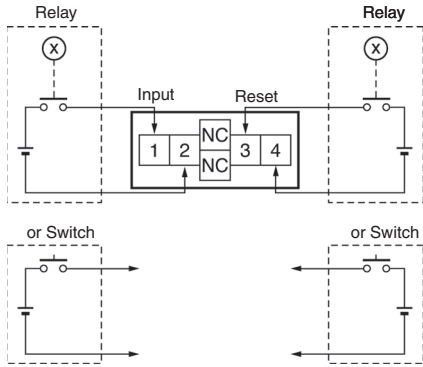 Relay Relay
X X
Input Reset
NC
1 2 3 4
NC
or Switch or Switch